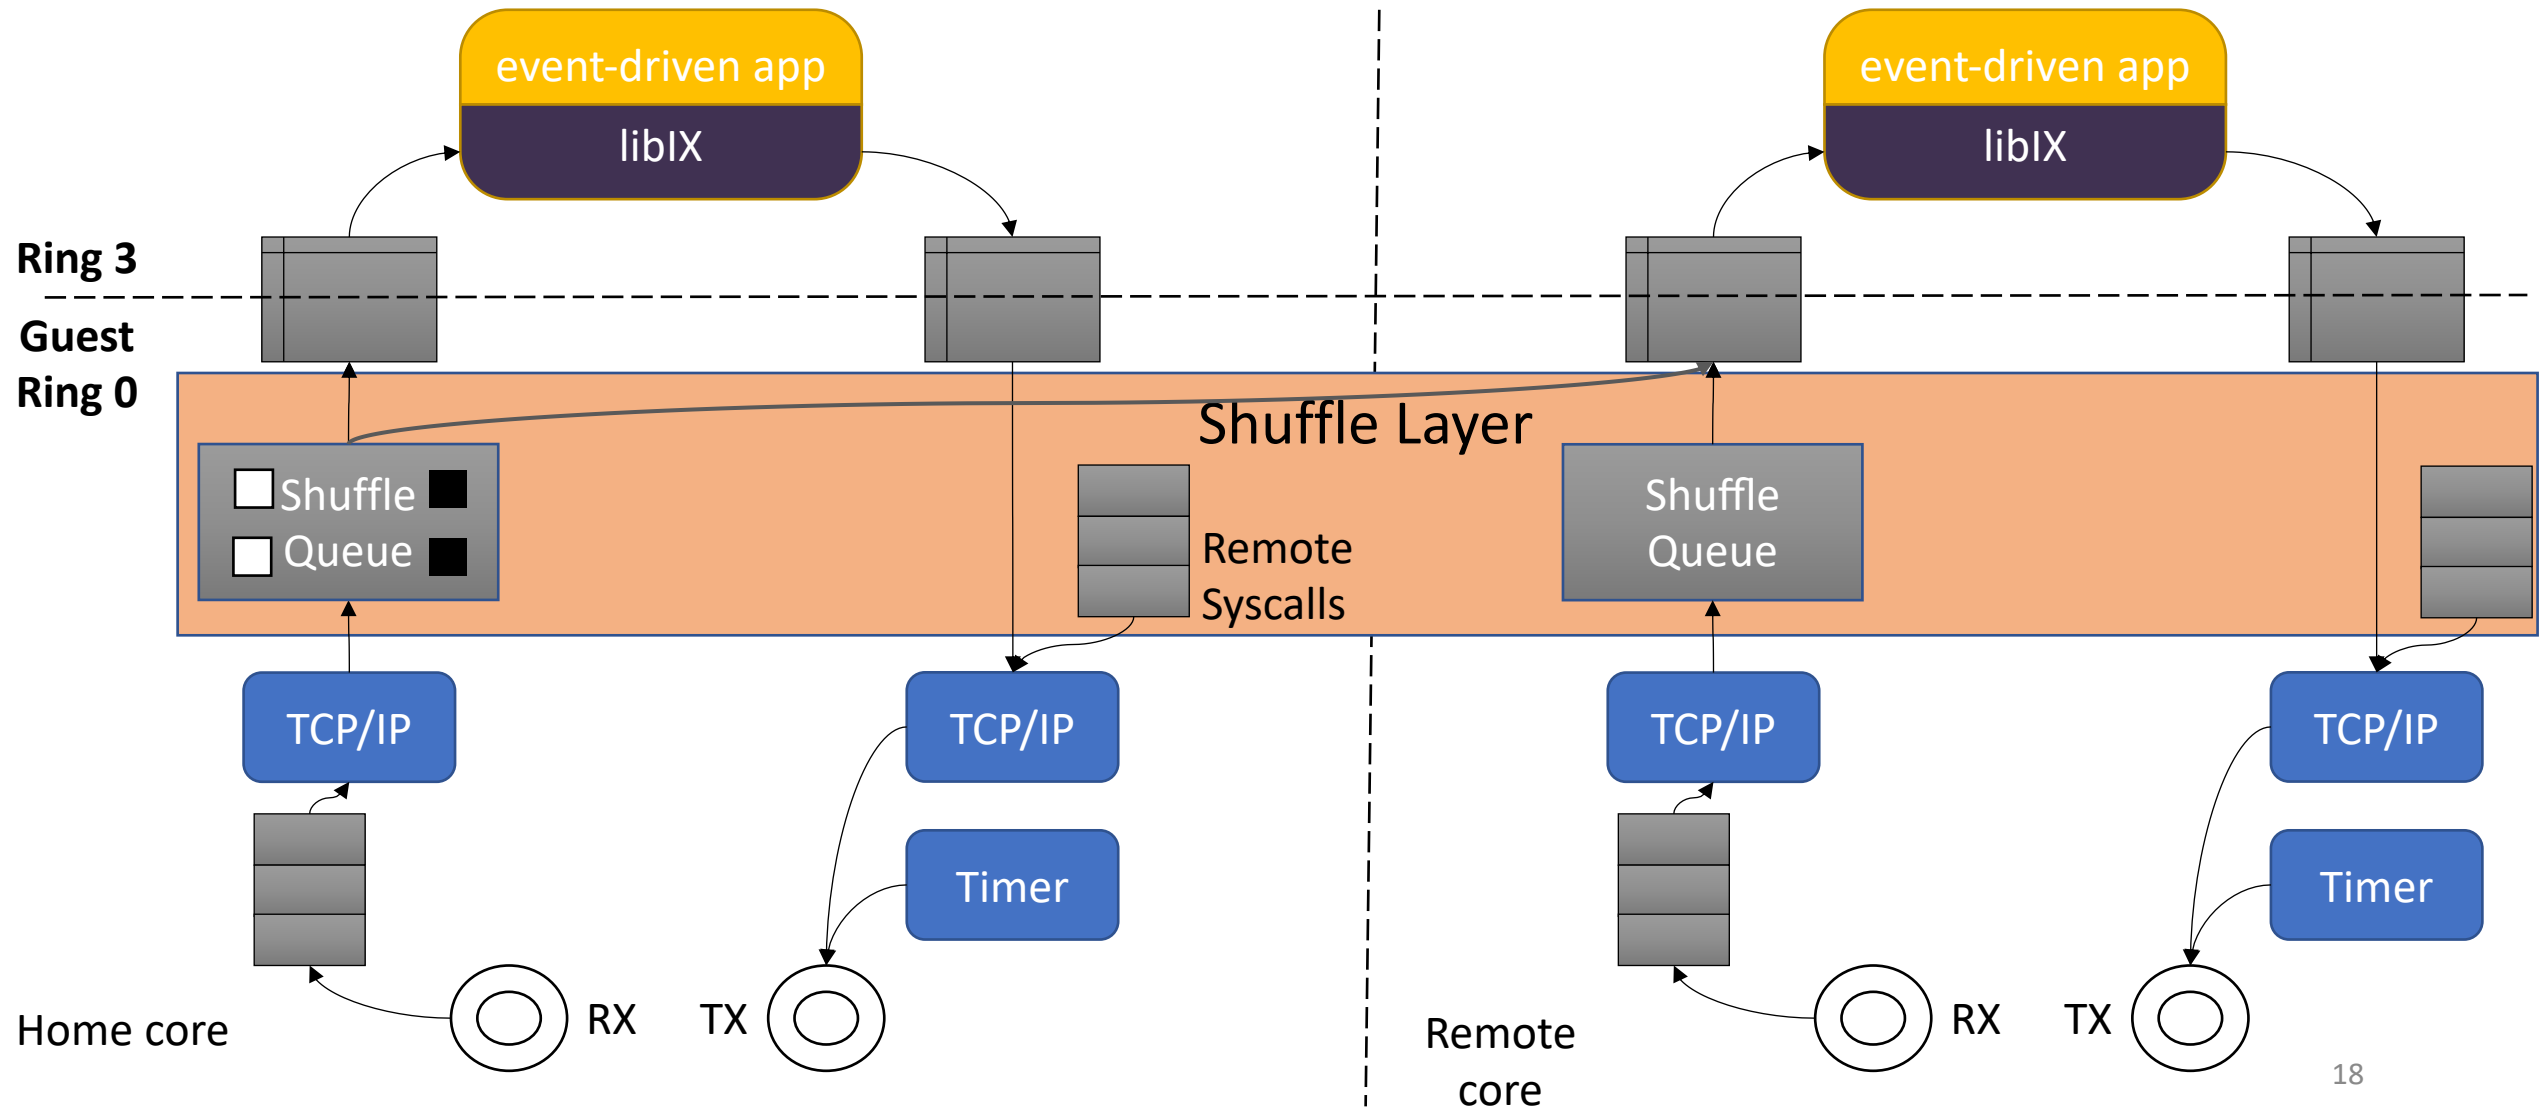 event-driven app
libIX
event-driven app
libIX
Ring 3
Guest
Ring 0
Shuffle Layer
Shuffle
Queue
Remote
Syscalls
Shuffle
Queue
TCP/IP
TCP/IP
TCP/IP
TCP/IP
Timer
Timer
Home core
RX
TX
Remote
core
RX
TX
18